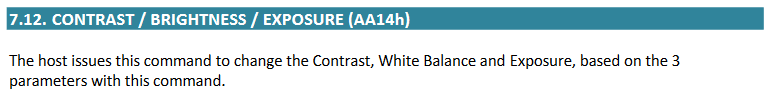 7.12. CONTRAST / BRIGHTNESS / EXPOSURE (AA14h)
The host issues this command to change the Contrast, White Balance and Exposure, based on the 3
parameters with this command.